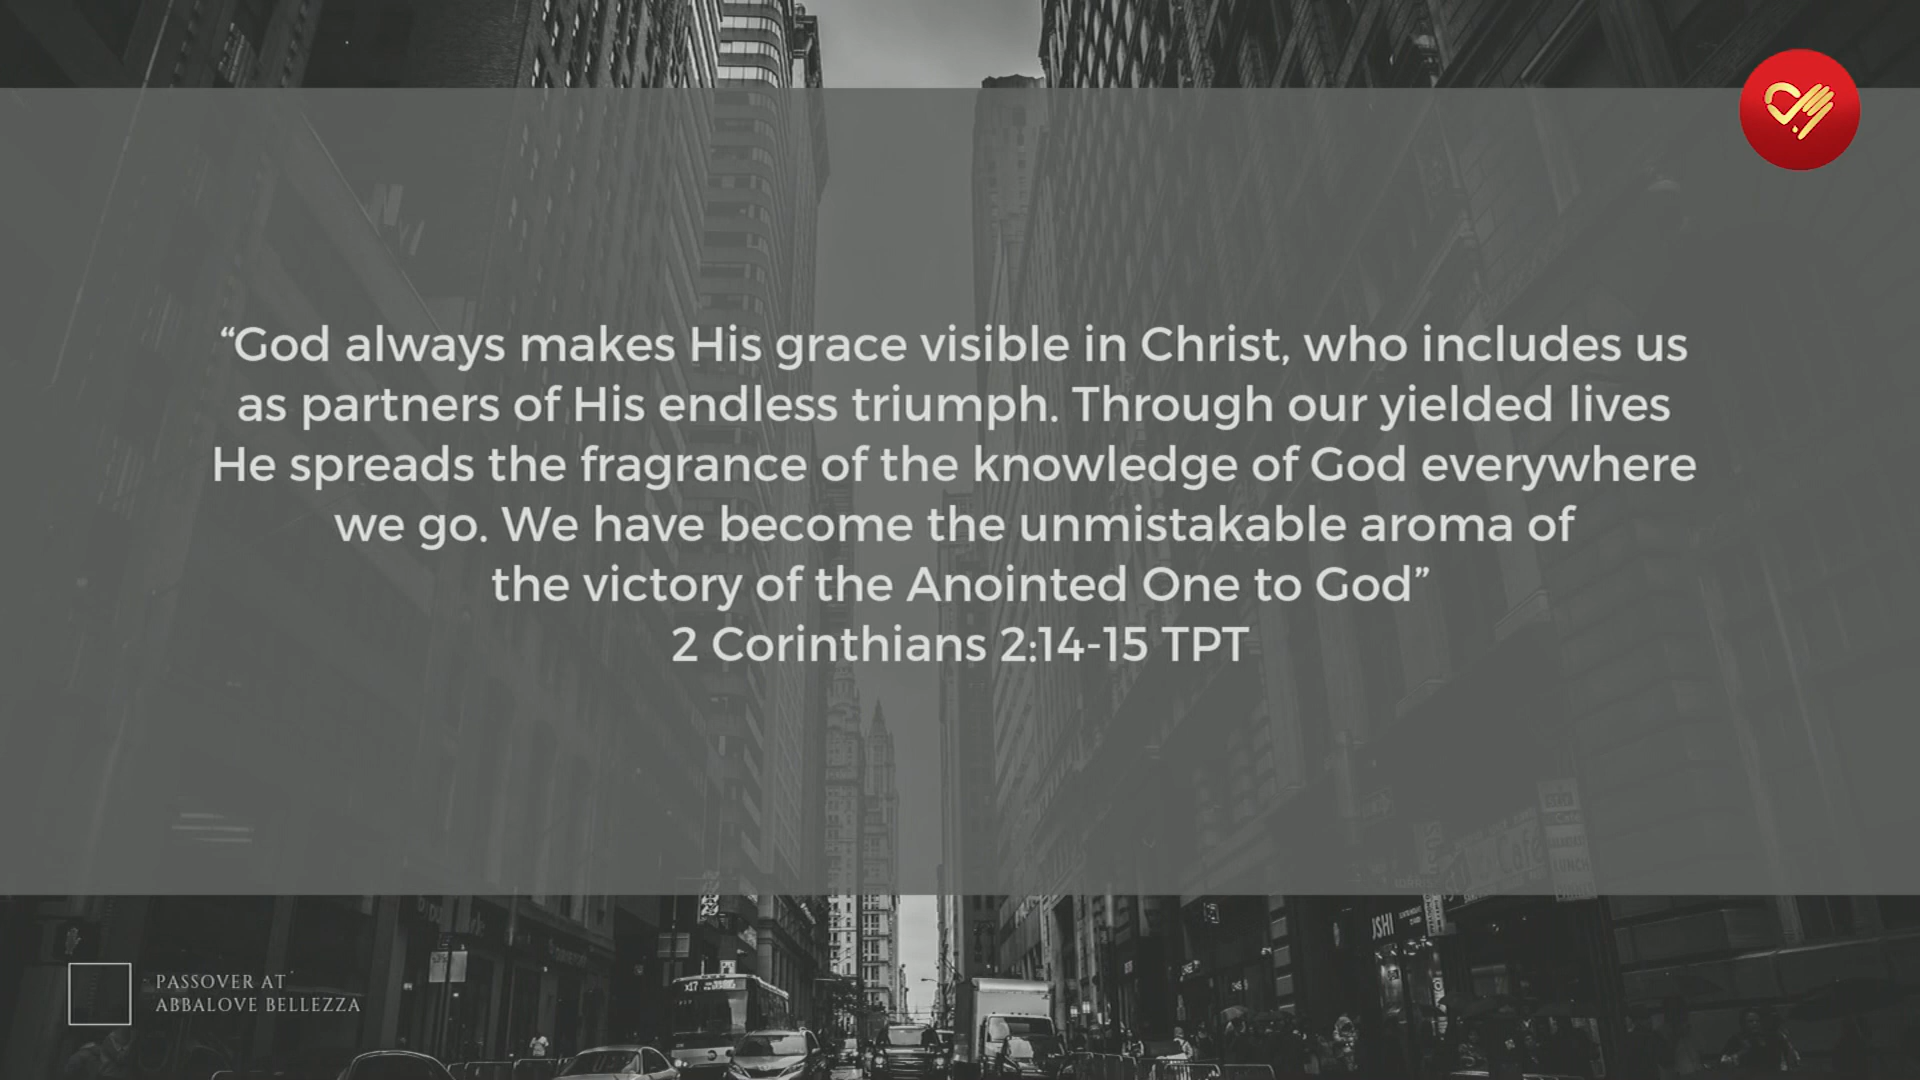 “God always makes His grace visible in Christ, who includes us
as partners of His endless triumph. Through our yielded lives
He spreads the fragrance of the knowledge of God everywhere
we go. We have become the unmistakable aroma of
the victory of the Anointed One to God”
2 Corinthians 2:14-15 TPT
USHI
x17
PASSOVER AT
ABBALOVE BELLEZZA